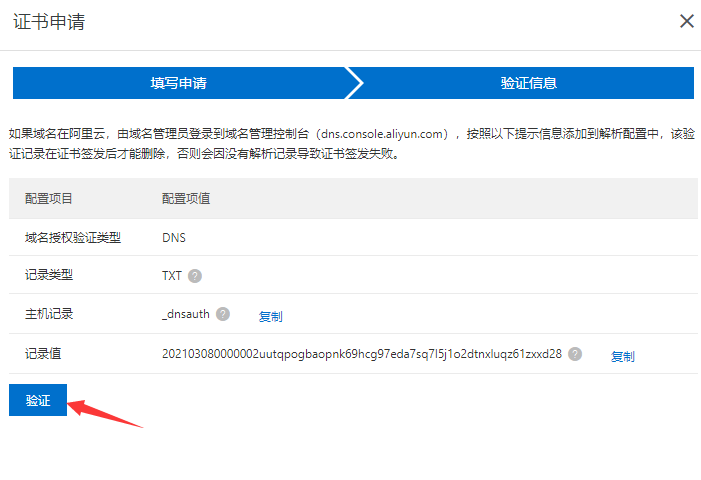 证书申请
填写申请
验证信息
如果域名在阿里云，由域名管理员登录到域名管理控制台（dns.console.aliyun.com），按照以下提示信息添加到解析配置中，该验
证记录在证书签发后才能删除，否则会因没有解析记录导致证书签发失败。
配置项目 配置项值
域名授权验证类型 DNS
记录类型 TXT ?
主机记录 _dnsauth ? 复制
记录值 202103080000002uutqpogbaopnk69hcg97eda7sq7l5j1o2dtnxluqz61zxxd28 ? 复制
验证